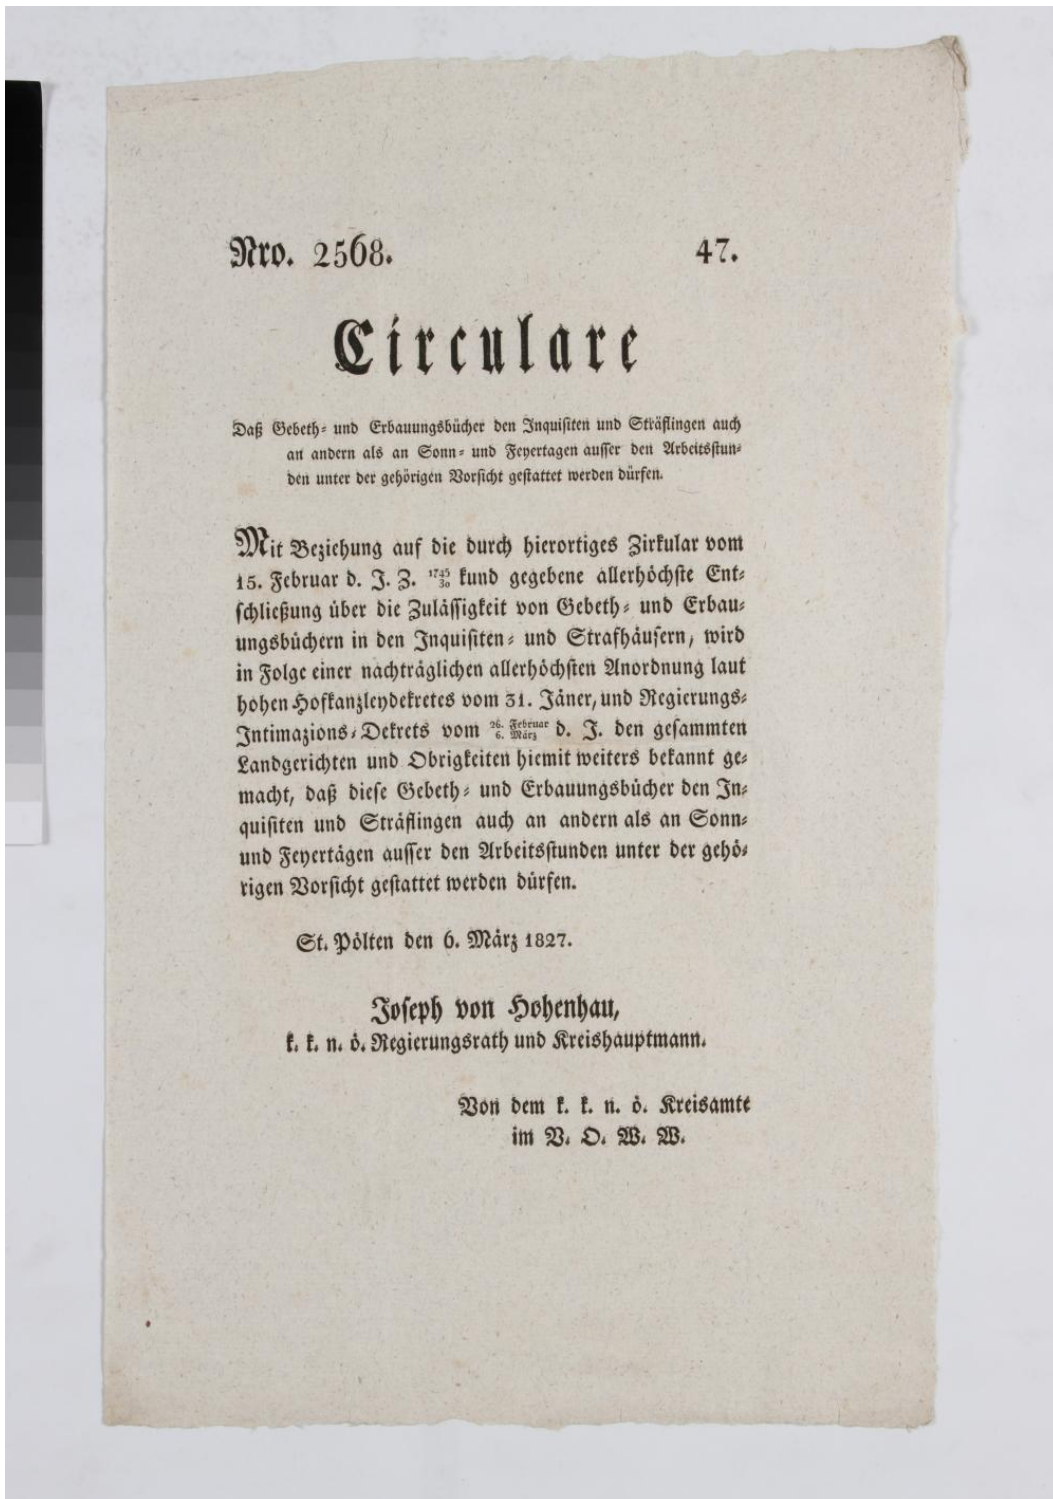 Nro. 2568. 47.
Circulare
Daß Gebeth- und Erbauungsbücher den Inquisiten und Sträflingen auch
an andern als an Sonn- und Feyertagen ausser den Arbeitsstun-
den unter der gehörigen Vorsicht gestattet werden dürfen.
Mit Beziehung auf die durch hierortiges Zirkular vom
15. Februar d. J. Z. 1745/30 kund gegebene allerhöchste Ent-
schließung über die Zulässigkeit von Gebeth- und Erbau-
ungsbüchern in den Inquisiten- und Strafhäusern, wird
in Folge einer nachträglichen allerhöchsten Anordnung laut
hohen Hofkanzleydekretes vom 31. Jäner, und Regierungs-
Intimazions-Dekrets vom 26. Februar/6. März d. J. den gesammten
Landgerichten und Obrigkeiten hiemit weiters bekannt ge-
macht, daß diese Gebeth- und Erbauungsbücher den In-
quisiten und Sträflingen auch an andern als an Sonn-
und Feyertägen ausser den Arbeitsstunden unter der gehö-
rigen Vorsicht gestattet werden dürfen.
St. Pölten den 6. März 1827.
Joseph von Hohenhau,
k. k. n. ö. Regierungsrath und Kreishauptmann.
Von dem k. k. n. ö. Kreisamte
im V. O. W. W.